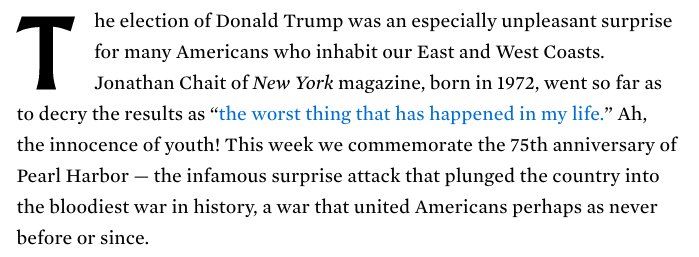 The election of Donald Trump was an especially unpleasant surprise
for many Americans who inhabit our East and West Coasts.
Jonathan Chait of New York magazine, born in 1972, went so far as
to decry the results as “the worst thing that has happened in my life.” Ah,
the innocence of youth! This week we commemorate the 75th anniversary of
Pearl Harbor — the infamous surprise attack that plunged the country into
the bloodiest war in history, a war that united Americans perhaps as never
before or since.